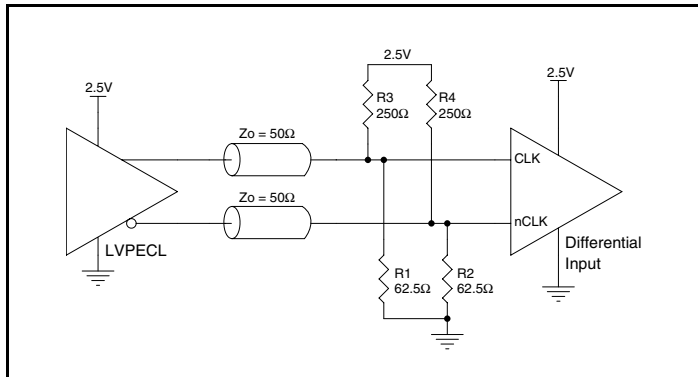 2.5V
2.5V
2.5V
R3
250Ω
R4
250Ω
Zo = 50Ω
CLK
Zo = 50Ω
nCLK
LVPECL
Differential
Input
R1
62.5Ω
R2
62.5Ω